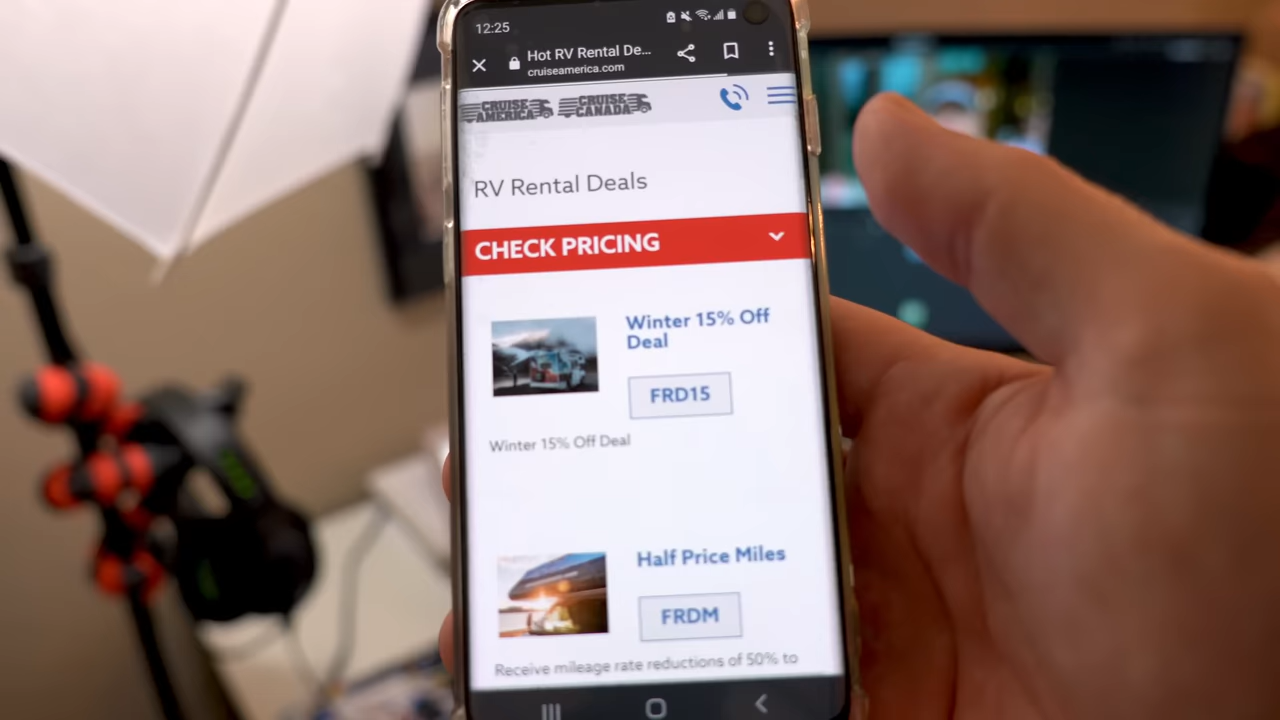 12:25
Hot RV Rental De...
cruiseamerica.com
CRUISE AMERICA CRUISE CANADA
RV Rental Deals
CHECK PRICING
Winter 15% Off
Deal
FRD15
Winter 15% Off Deal
Half Price Miles
FRDM
Receive mileage rate reductions of 50% to